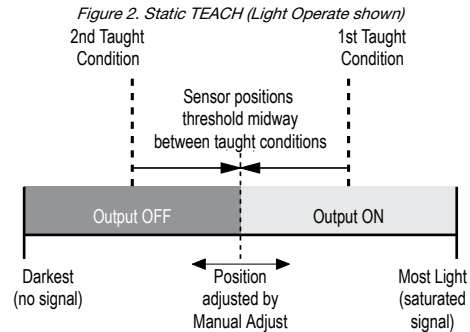 Figure 2. Static TEACH (Light Operate shown)
2nd Taught
Condition
1st Taught
Condition
Sensor positions
threshold midway
between taught conditions
Output OFF
Output ON
Darkest
(no signal)
Position
adjusted by
Manual Adjust
Most Light
(saturated
signal)